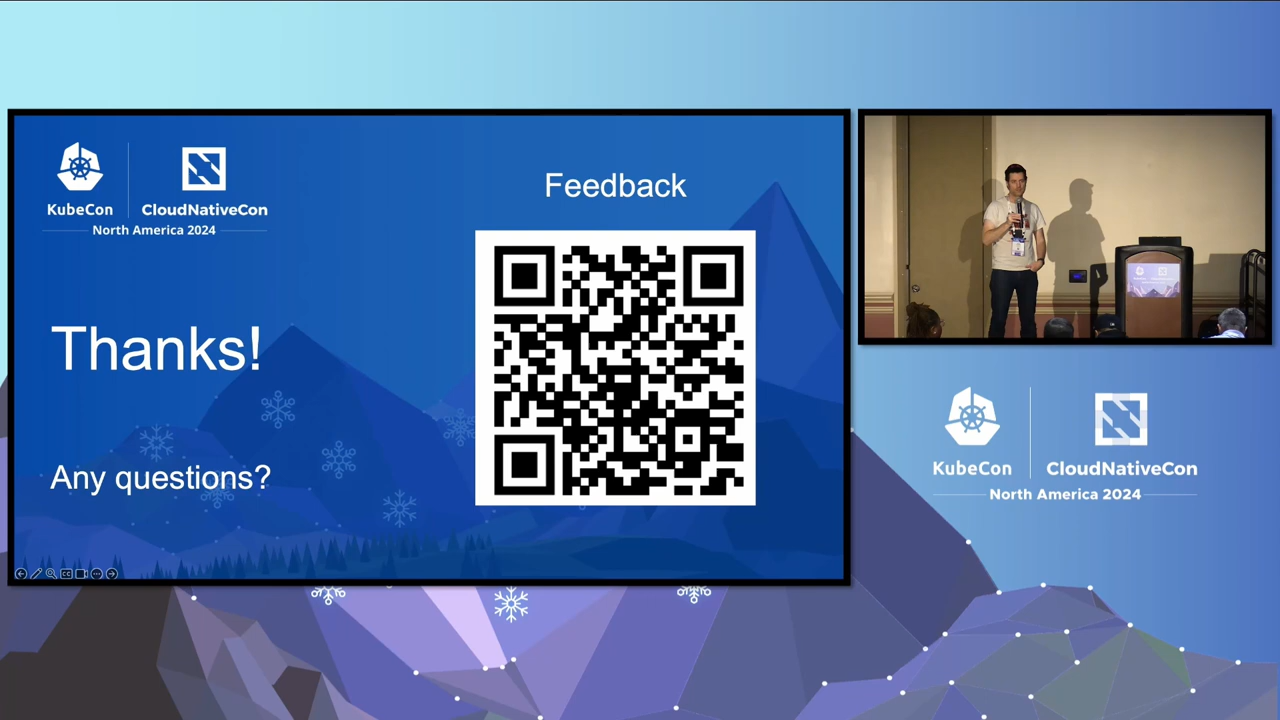 KubeCon
CloudNativeCon
North America 2024
Thanks!
Any questions?
Feedback
KubeCon
CloudNativeCon
North America 2024